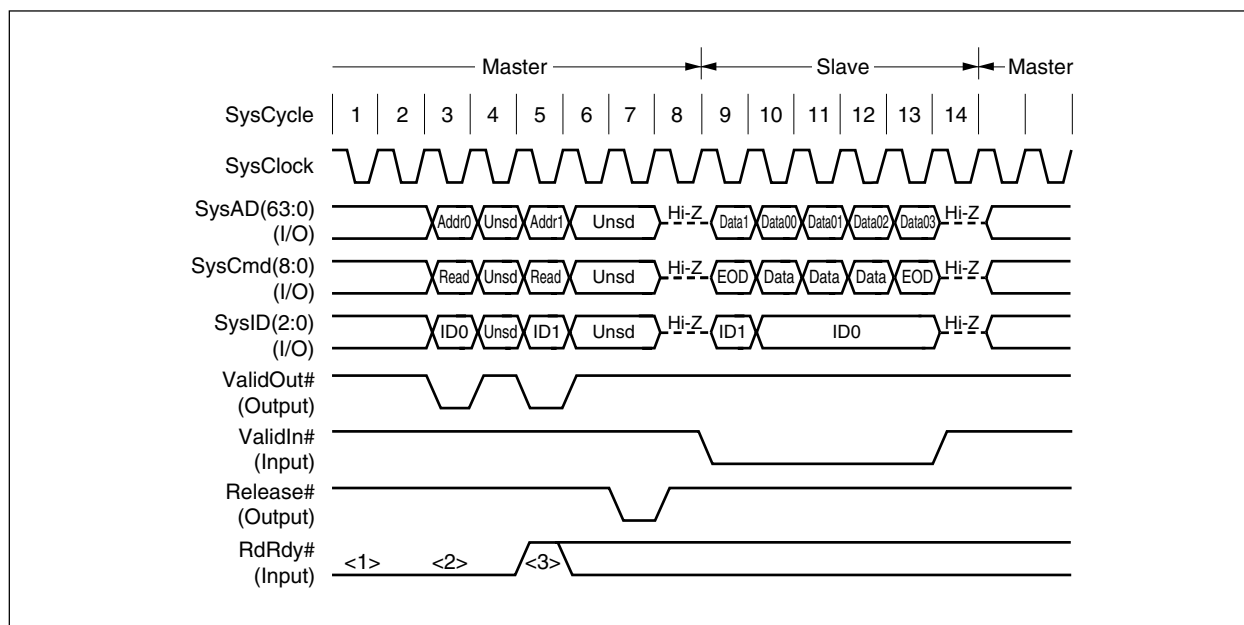 Master Slave Master
SysCycle 1 2 3 4 5 6 7 8 9 10 11 12 13 14
SysClock
SysAD(63:0)
(I/O)
Addr0 Unsd Addr1 Unsd Hi-Z Data1 Data00 Data01 Data02 Data03 Hi-Z
SysCmd(8:0)
(I/O)
Read Unsd Read Unsd Hi-Z EOD Data Data Data EOD Hi-Z
SysID(2:0)
(I/O)
ID0 Unsd ID1 Unsd Hi-Z ID1 ID0 Hi-Z
ValidOut#
(Output)
ValidIn#
(Input)
Release#
(Output)
RdRdy#
(Input)
<1> <2> <3>